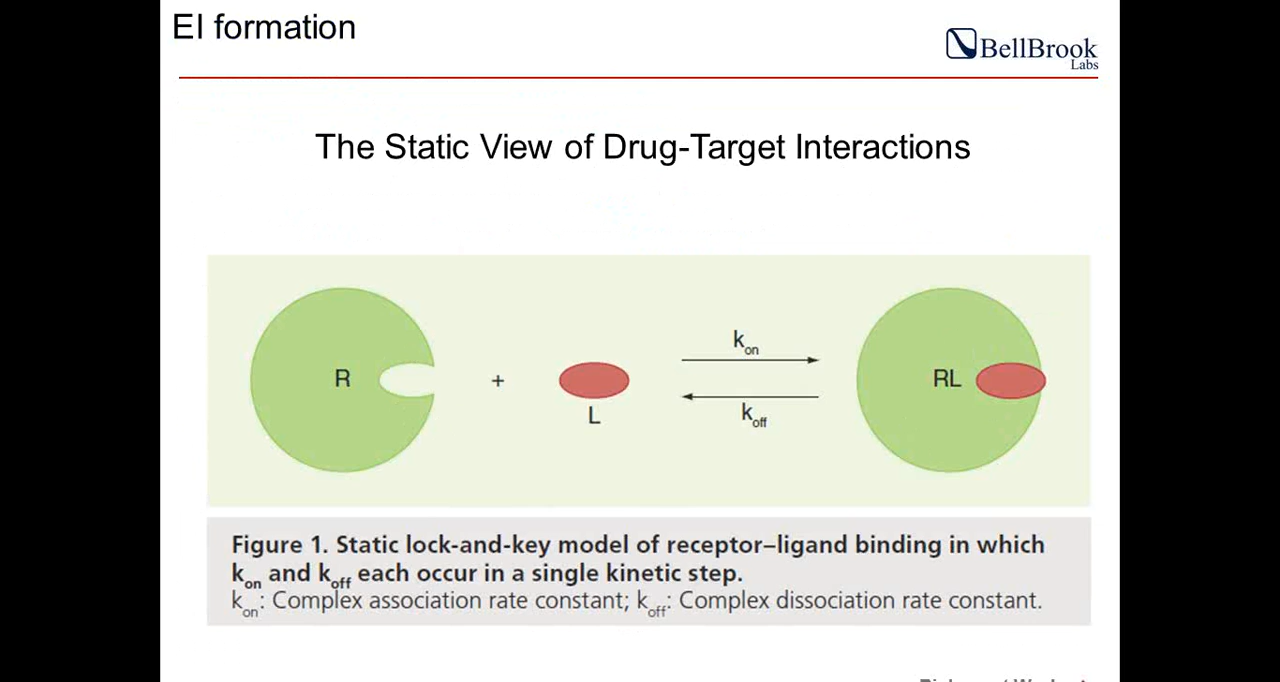 EI formation
BellBrook
Labs
The Static View of Drug-Target Interactions
R
+
L
kon
koff
RL
Figure 1. Static lock-and-key model of receptor–ligand binding in which
kon and koff each occur in a single kinetic step.
kon: Complex association rate constant; koff: Complex dissociation rate constant.